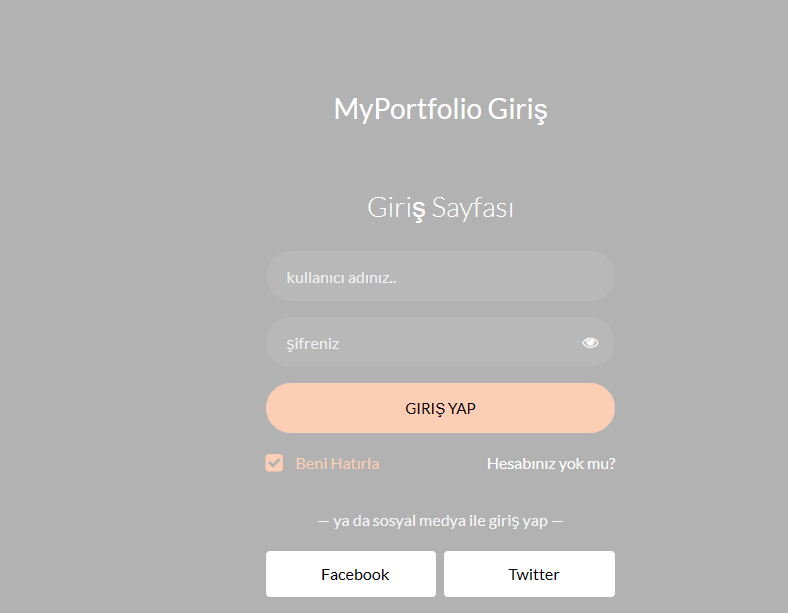 MyPortfolio Giriş
Giriş Sayfası
kullanıcı adınız..
şifreniz
GIRIŞ YAP
Beni Hatırla
Hesabınız yok mu?
— ya da sosyal medya ile giriş yap —
Facebook
Twitter